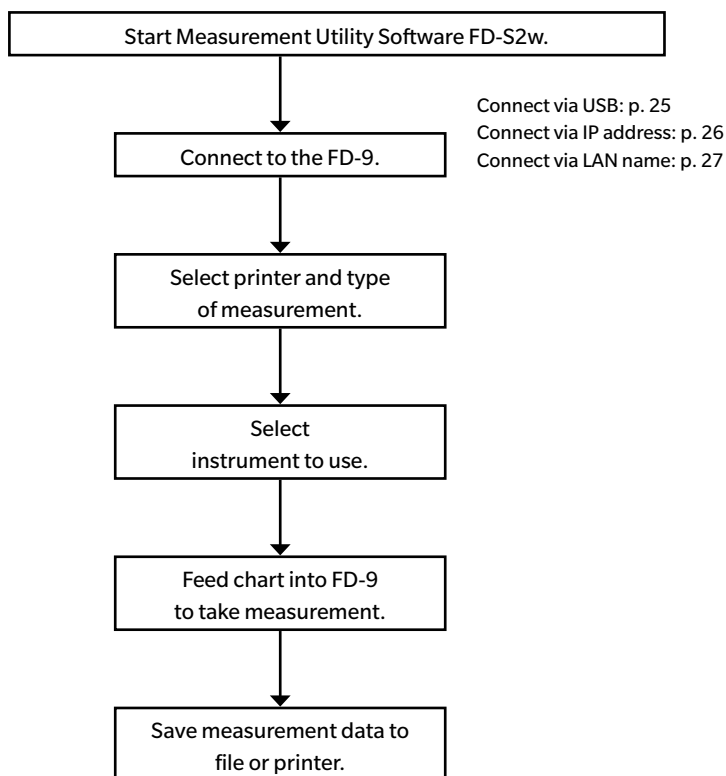 Start Measurement Utility Software FD-S2w.
Connect via USB: p. 25
Connect via IP address: p. 26
Connect via LAN name: p. 27
Connect to the FD-9.
Select printer and type
of measurement.
Select
instrument to use.
Feed chart into FD-9
to take measurement.
Save measurement data to
file or printer.